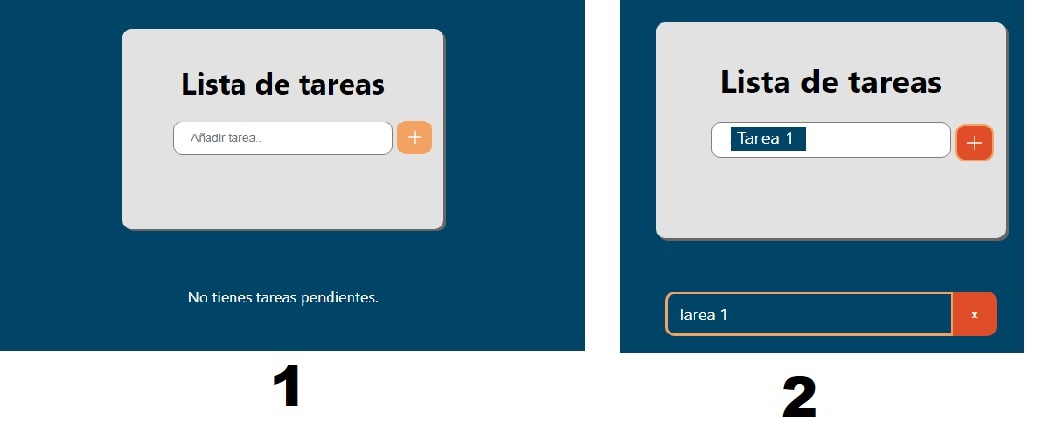 Lista de tareas
Añadir tarea..
+
No tienes tareas pendientes.
1
Lista de tareas
Tarea 1
+
Tarea 1
x
2